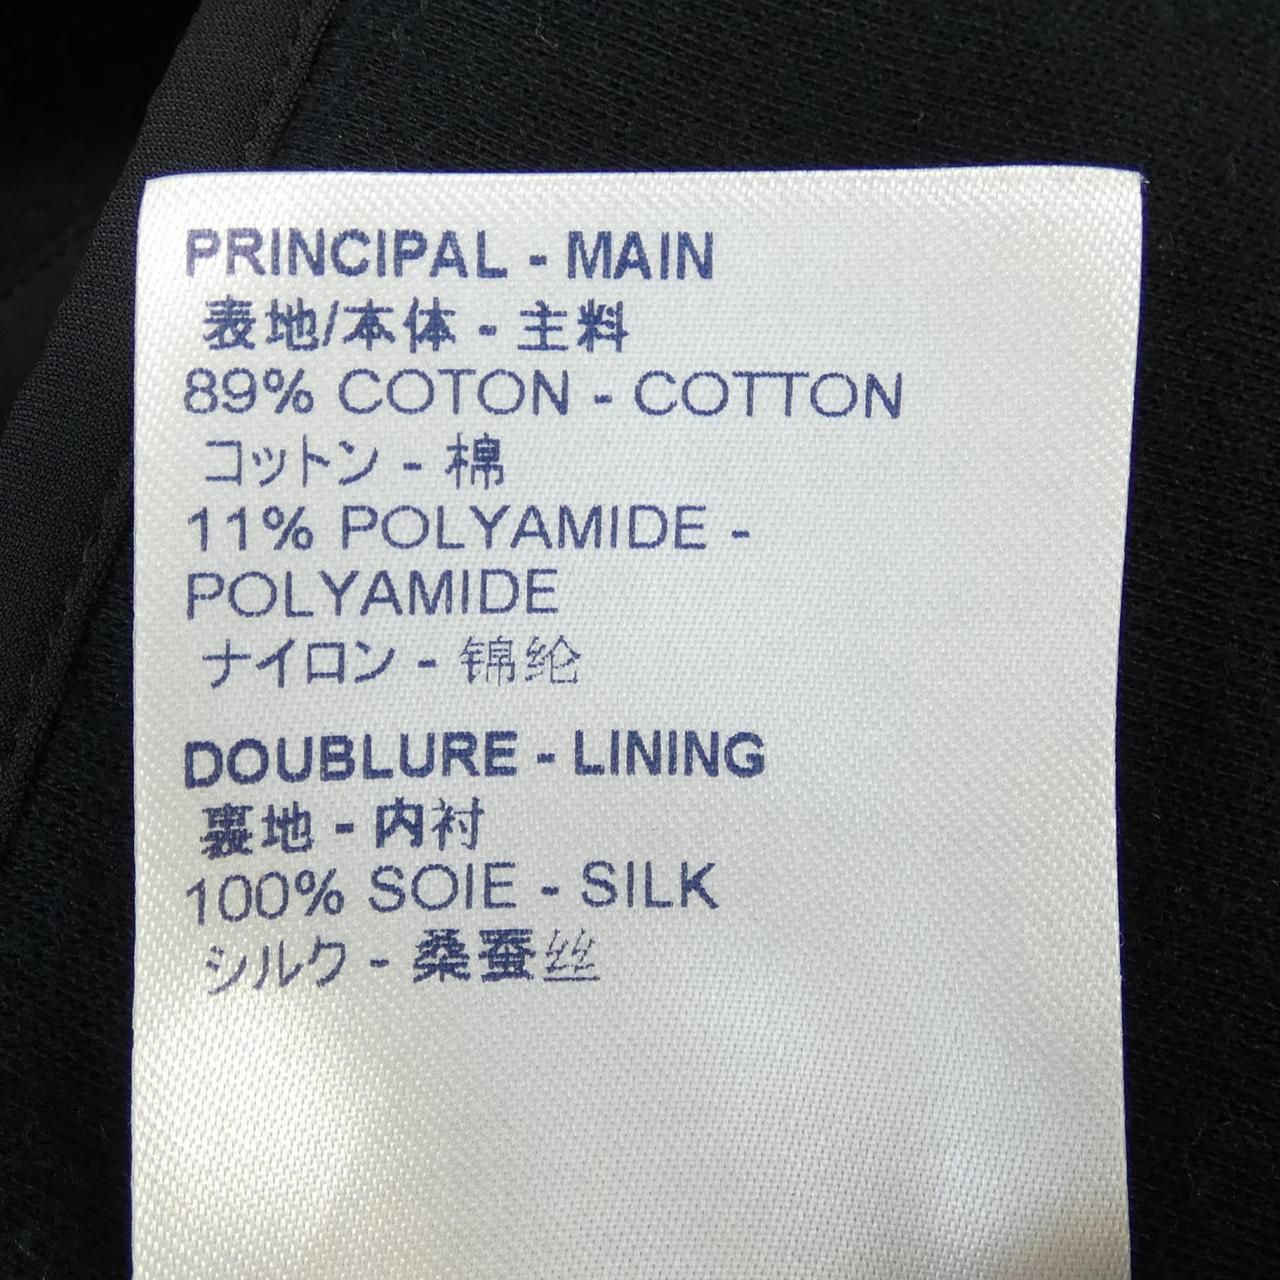 PRINCIPAL - MAIN
表地/本体 - 主料
89% COTON - COTTON
コットン - 棉
11% POLYAMIDE -
POLYAMIDE
ナイロン - 锦纶
DOUBLURE - LINING
裏地 - 内衬
100% SOIE - SILK
シルク - 桑蚕丝